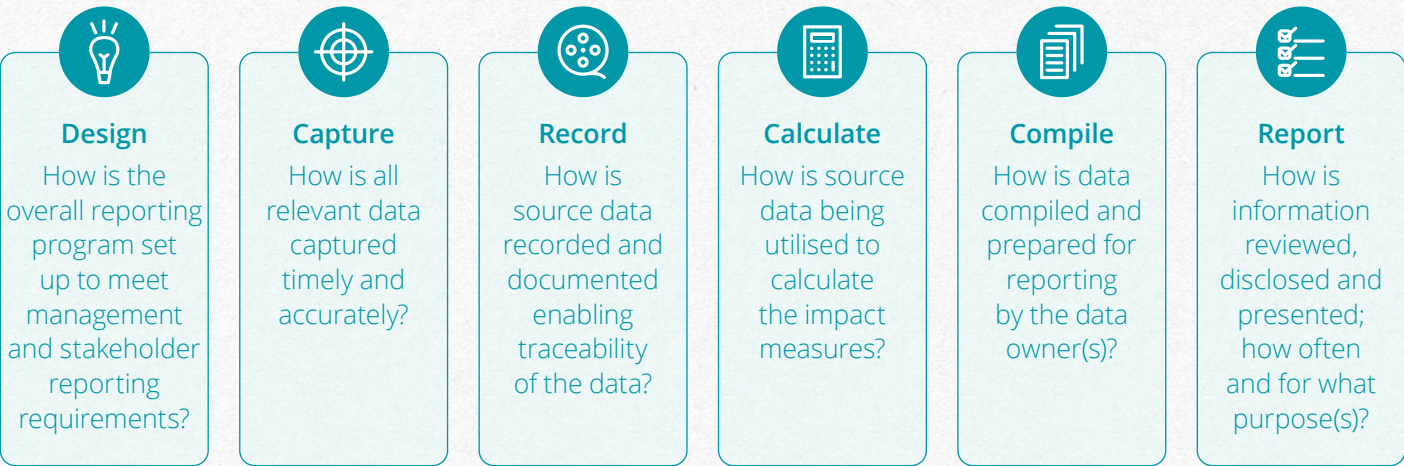 Design
How is the
overall reporting
program set
up to meet
management
and stakeholder
reporting
requirements?
Capture
How is all
relevant data
captured
timely and
accurately?
Record
How is
source data
recorded and
documented
enabling
traceability
of the data?
Calculate
How is source
data being
utilised to
calculate
the impact
measures?
Compile
How is data
compiled and
prepared for
reporting
by the data
owner(s)?
Report
How is
information
reviewed,
disclosed and
presented;
how often
and for what
purpose(s)?